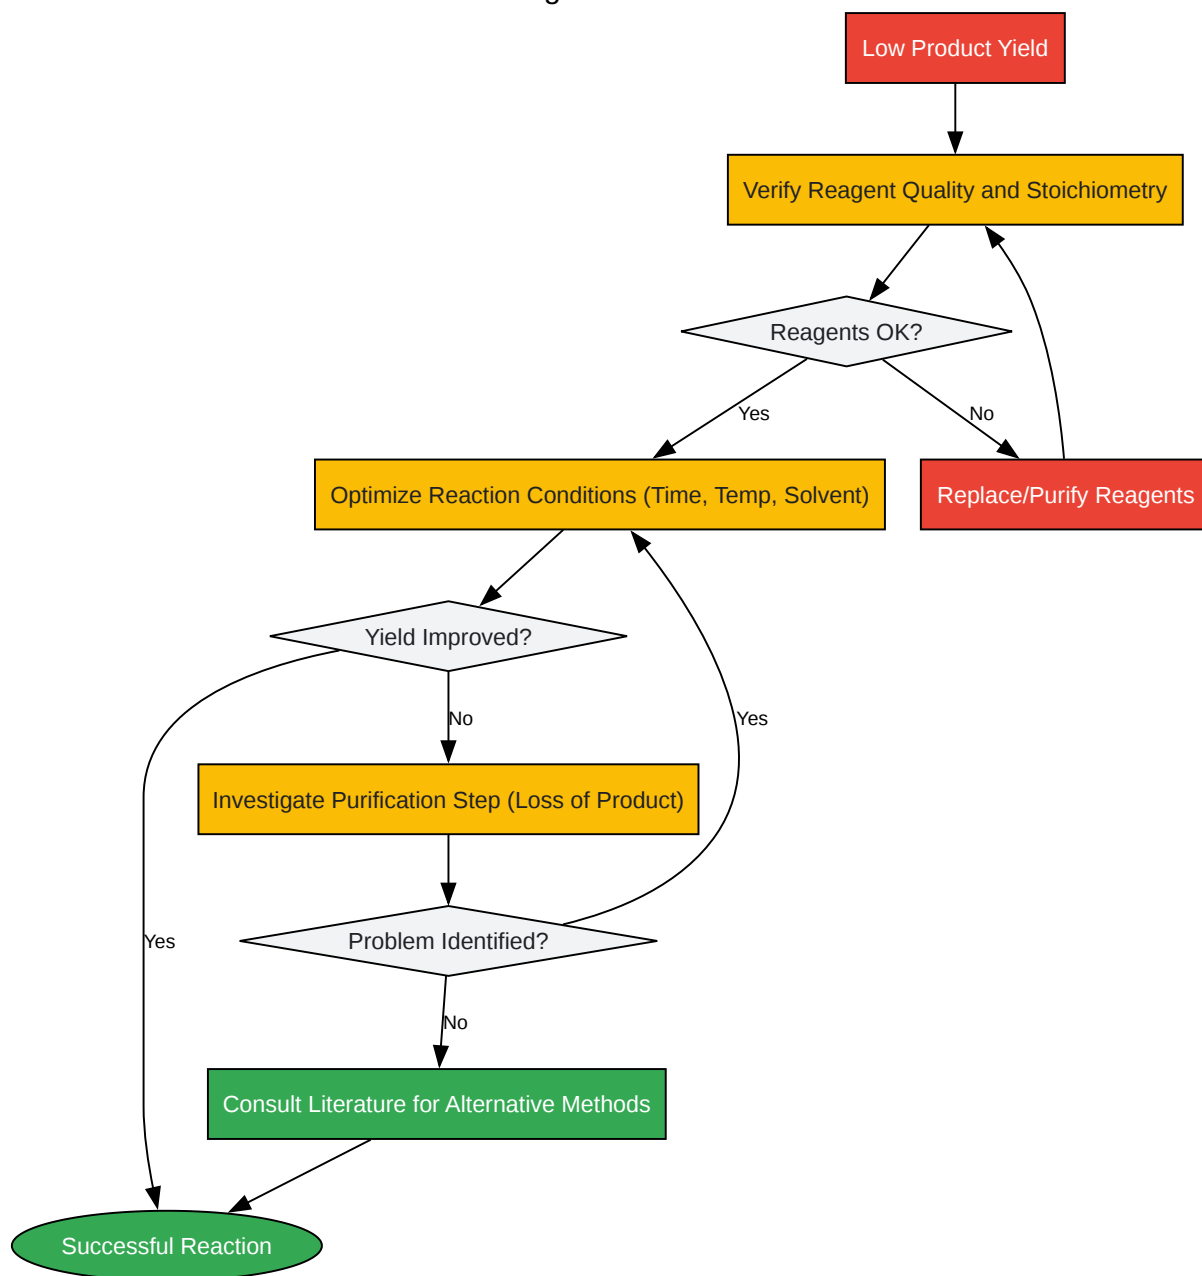 Low Product Yield
Verify Reagent Quality and Stoichiometry
Reagents OK?
Yes
No
Optimize Reaction Conditions (Time, Temp, Solvent)
Replace/Purify Reagents
Yield Improved?
No
Yes
Investigate Purification Step (Loss of Product)
Yes
Problem Identified?
No
Consult Literature for Alternative Methods
Successful Reaction